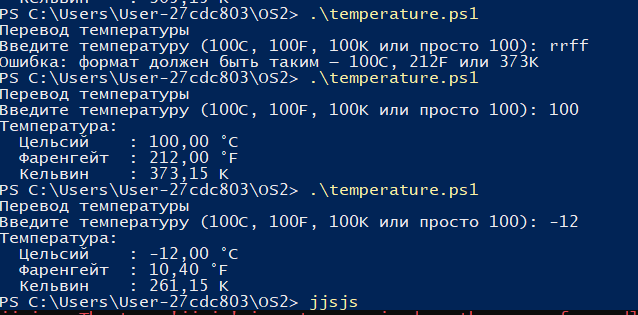 PS C:\Users\User-27cdc803\OS2> .\temperature.ps1
Перевод температуры
Введите температуру (100C, 100F, 100K или просто 100): rrff
Ошибка: формат должен быть таким — 100C, 212F или 373K
PS C:\Users\User-27cdc803\OS2> .\temperature.ps1
Перевод температуры
Введите температуру (100C, 100F, 100K или просто 100): 100
Температура:
  Цельсий    : 100,00 °C
  Фаренгейт  : 212,00 °F
  Кельвин    : 373,15 K
PS C:\Users\User-27cdc803\OS2> .\temperature.ps1
Перевод температуры
Введите температуру (100C, 100F, 100K или просто 100): -12
Температура:
  Цельсий    : -12,00 °C
  Фаренгейт  : 10,40 °F
  Кельвин    : 261,15 K
PS C:\Users\User-27cdc803\OS2> jjsjs